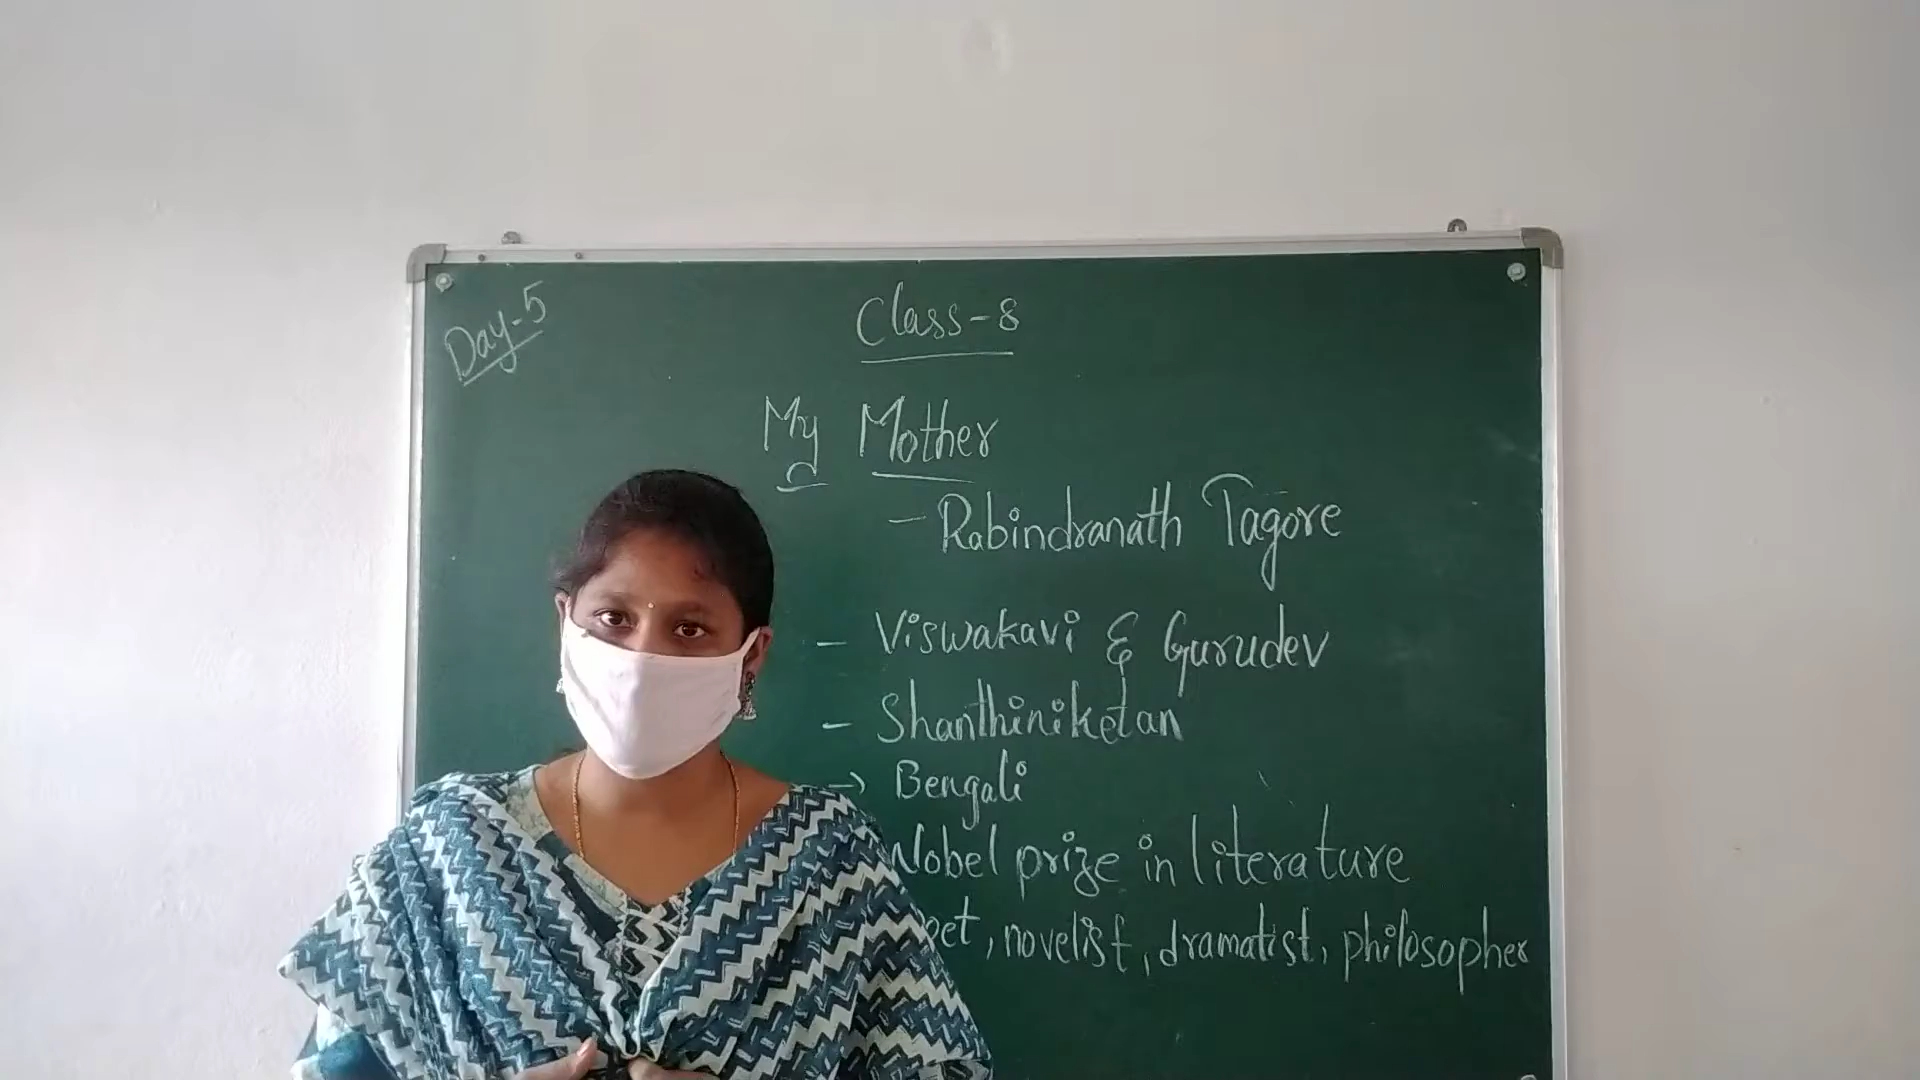 Day-5
Class-8
My Mother
- Rabindranath Tagore
- Viswakavi & Gurudev
- Shanthiniketan
→ Bengali
Nobel prize in literature
oet, novelist, dramatist, philosopher